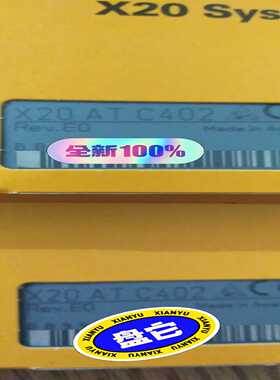 X20 Sys
X20 AT C402
Rev.E0
Made in
全新100%
X20 AT C402
Rev.E0
XIANYU
盘它
XIANYU